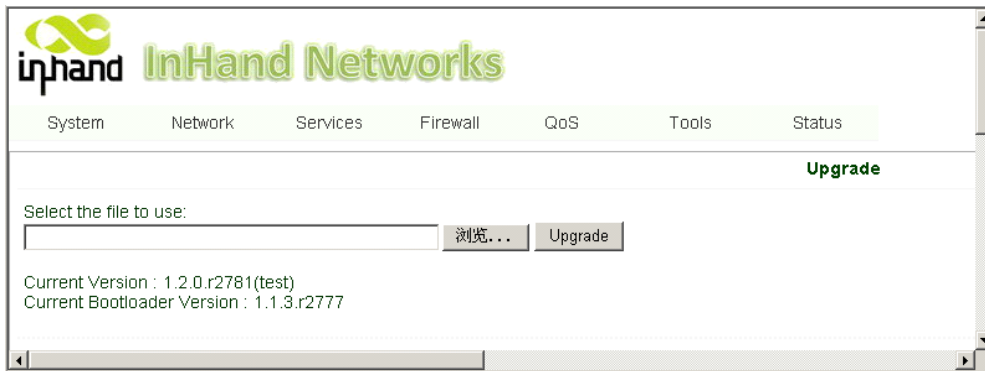 inhand InHand Networks
System Network Services Firewall QoS Tools Status
Upgrade
Select the file to use:
浏览... Upgrade
Current Version : 1.2.0.r2781(test)
Current Bootloader Version : 1.1.3.r2777